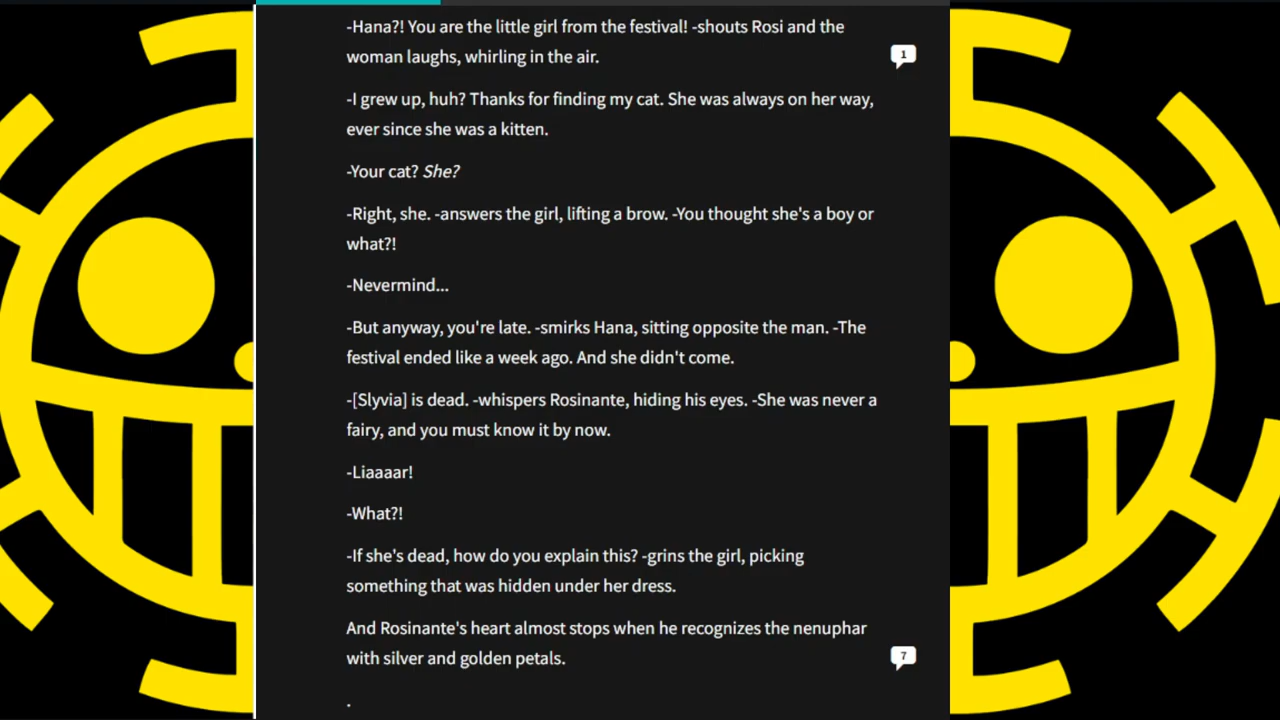 -Hana?! You are the little girl from the festival! -shouts Rosi and the
woman laughs, whirling in the air.
1
-I grew up, huh? Thanks for finding my cat. She was always on her way,
ever since she was a kitten.
-Your cat? She?
-Right, she. -answers the girl, lifting a brow. -You thought she's a boy or
what?!
-Nevermind...
-But anyway, you're late. -smirks Hana, sitting opposite the man. -The
festival ended like a week ago. And she didn't come.
-[Slyvia] is dead. -whispers Rosinante, hiding his eyes. -She was never a
fairy, and you must know it by now.
-Liaaaar!
-What?!
-If she's dead, how do you explain this? -grins the girl, picking
something that was hidden under her dress.
And Rosinante's heart almost stops when he recognizes the nenuphar
with silver and golden petals.
7
.